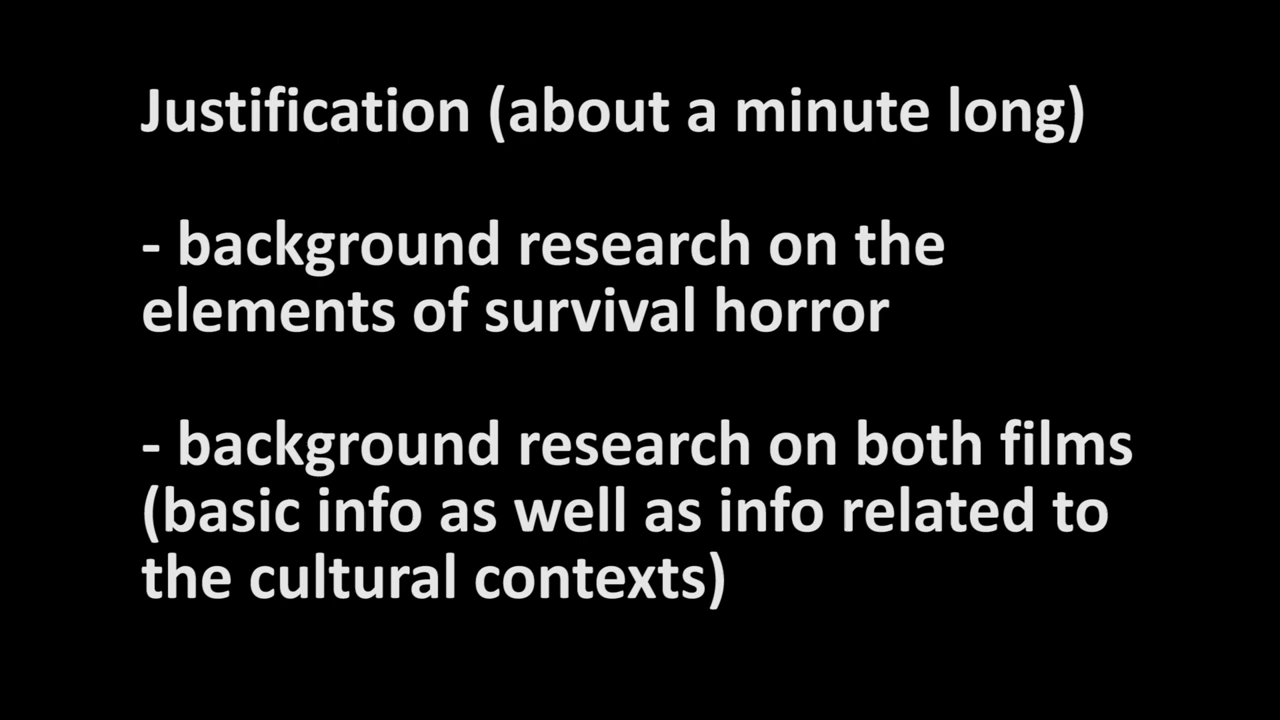 Justification (about a minute long)
- background research on the
elements of survival horror
- background research on both films
(basic info as well as info related to
the cultural contexts)